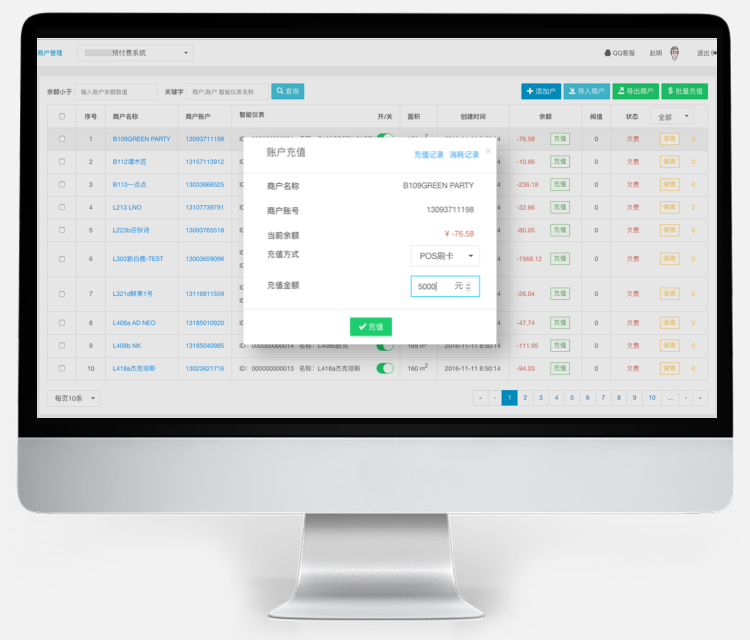 商户管理 预付费系统 QQ客服 赵明 退出
余额小于 输入账户余额数值 关键字 商户,账户,智能仪表名称 查询 添加户 导入商户 导出商户 批量充值
序号 商户名称 商户账户 智能仪表 开/关 面积 创建时间 余额 阀值 状态 全部
1 B109GREEN PARTY 13093711198 -76.58 充值 0 欠费 催缴 0
2 B112谭木匠 13157113912 4 -10.66 充值 0 欠费 催缴 0
3 B113一点点 13033666525 4 -236.18 充值 0 欠费 催缴 0
4 L213 LNO 13107739791 4 -32.66 充值 0 欠费 催缴 2
5 L223b芬狄诗 13093765518 4 -80.05 充值 0 欠费 催缴 0
6 L303新白鹿-TEST 13003659096 4 -1568.12 充值 0 欠费 催缴 0
7 L321d鲜果1号 13116811559 4 -26.04 充值 0 欠费 催缴 0
8 L408a AD NEO 13185010920 4 -47.74 充值 0 欠费 催缴 0
9 L408b NK 13185040985 ID: 000000000014 名称: L408b耐克 169 m² 2016-11-11 8:50:14 -111.95 充值 0 欠费 催缴 0
10 L418a杰克琼斯 13023621716 ID: 000000000013 名称: L418a杰克琼斯 160 m² 2016-11-11 8:50:14 -94.03 充值 0 欠费 催缴 0
每页10条 « ‹ 1 2 3 4 5 6 7 8 9 10 ... › »
账户充值 充值记录 消耗记录 ×
商户名称 B109GREEN PARTY
商户账号 13093711198
当前余额 ¥ -76.58
充值方式 POS刷卡
充值金额 5000 元
充值